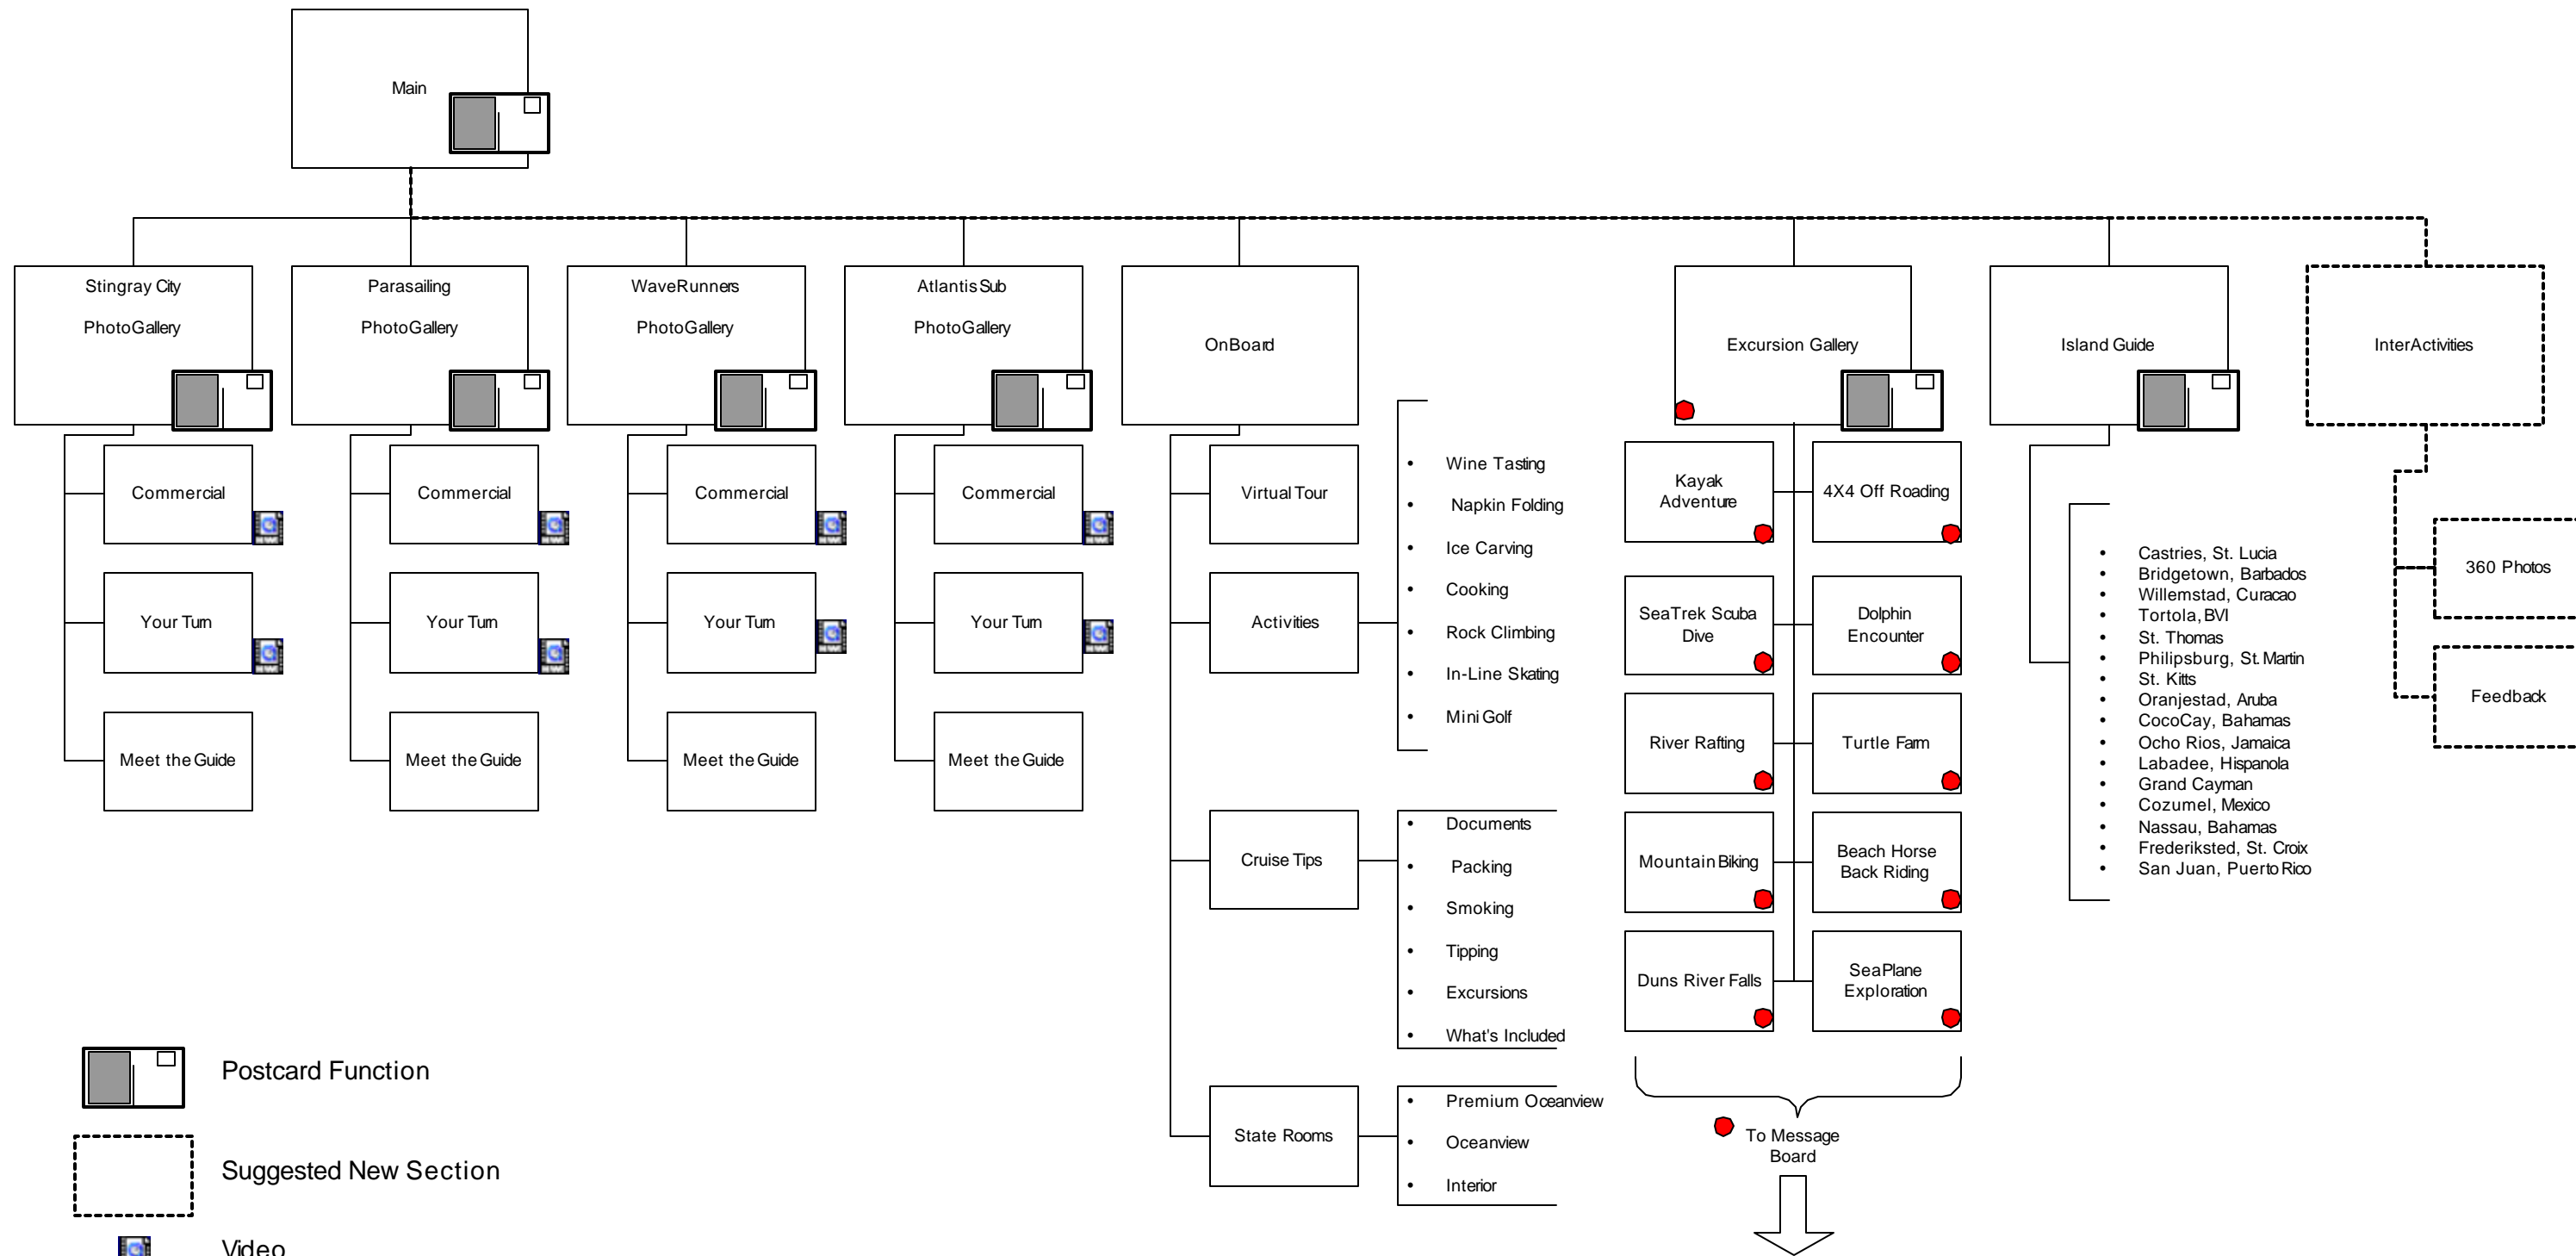 Main
Stingray City
PhotoGallery
Parasailing
PhotoGallery
WaveRunners
PhotoGallery
Atlantis Sub
PhotoGallery
OnBoard
Excursion Gallery
Island Guide
InterActivities
Commercial
Your Turn
Meet the Guide
Commercial
Your Turn
Meet the Guide
Commercial
Your Turn
Meet the Guide
Commercial
Your Turn
Meet the Guide
Virtual Tour
Activities
• Wine Tasting
• Napkin Folding
• Ice Carving
• Cooking
• Rock Climbing
• In-Line Skating
• Mini Golf
Cruise Tips
• Documents
• Packing
• Smoking
• Tipping
• Excursions
• What's Included
State Rooms
• Premium Oceanview
• Oceanview
• Interior
Kayak
Adventure
4X4 Off Roading
SeaTrek Scuba
Dive
Dolphin
Encounter
River Rafting
Turtle Farm
Mountain Biking
Beach Horse
Back Riding
Duns River Falls
SeaPlane
Exploration
To Message
Board
• Castries, St. Lucia
• Bridgetown, Barbados
• Willemstad, Curacao
• Tortola, BVI
• St. Thomas
• Philipsburg, St. Martin
• St. Kitts
• Oranjestad, Aruba
• CocoCay, Bahamas
• Ocho Rios, Jamaica
• Labadee, Hispanola
• Grand Cayman
• Cozumel, Mexico
• Nassau, Bahamas
• Frederiksted, St. Croix
• San Juan, Puerto Rico
360 Photos
Feedback
Postcard Function
Suggested New Section
Video